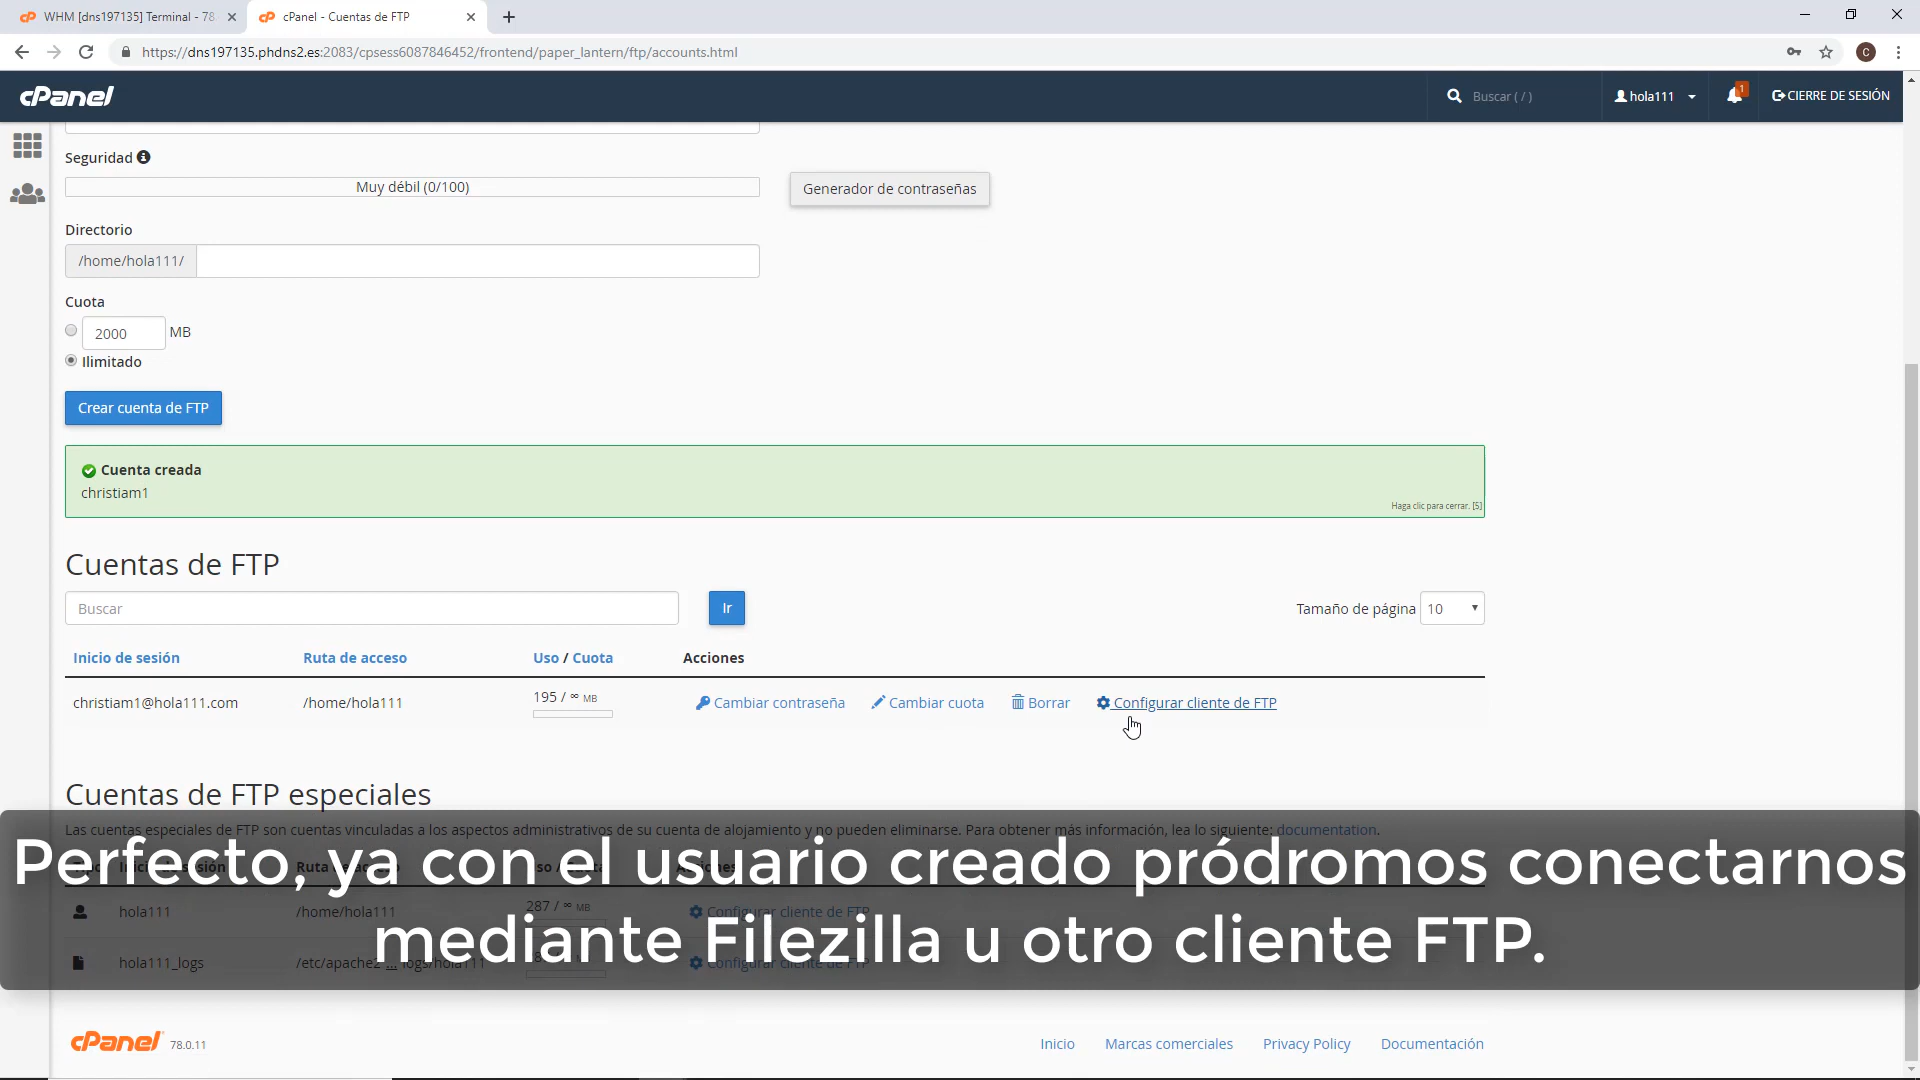 WHM [dns197135] Terminal - 78
cPanel - Cuentas de FTP
https://dns197135.phdns2.es:2083/cpsess6087846452/frontend/paper_lantern/ftp/accounts.html
C
cPanel
Buscar ( / )
hola111
1
CIERRE DE SESIÓN
Seguridad
Muy débil (0/100)
Generador de contraseñas
Directorio
/home/hola111/
Cuota
2000 MB
Ilimitado
Crear cuenta de FTP
Cuenta creada
christiam1
Haga clic para cerrar. [5]
Cuentas de FTP
Buscar
Ir
Tamaño de página 10
Inicio de sesión Ruta de acceso Uso / Cuota Acciones
christiam1@hola111.com /home/hola111 195 / ∞ MB Cambiar contraseña Cambiar cuota Borrar Configurar cliente de FTP
Cuentas de FTP especiales
Las cuentas especiales de FTP son cuentas vinculadas a los aspectos administrativos de su cuenta de alojamiento y no pueden eliminarse. Para obtener más información, lea lo siguiente: documentation.
Perfecto, ya con el usuario creado pródromos conectarnos
mediante Filezilla u otro cliente FTP.
hola111 /home/hola111 287 / ∞ MB Configurar cliente de FTP
hola111_logs /etc/apache2 ... logs/hola111 Configurar cliente de FTP
cPanel 78.0.11
Inicio Marcas comerciales Privacy Policy Documentación